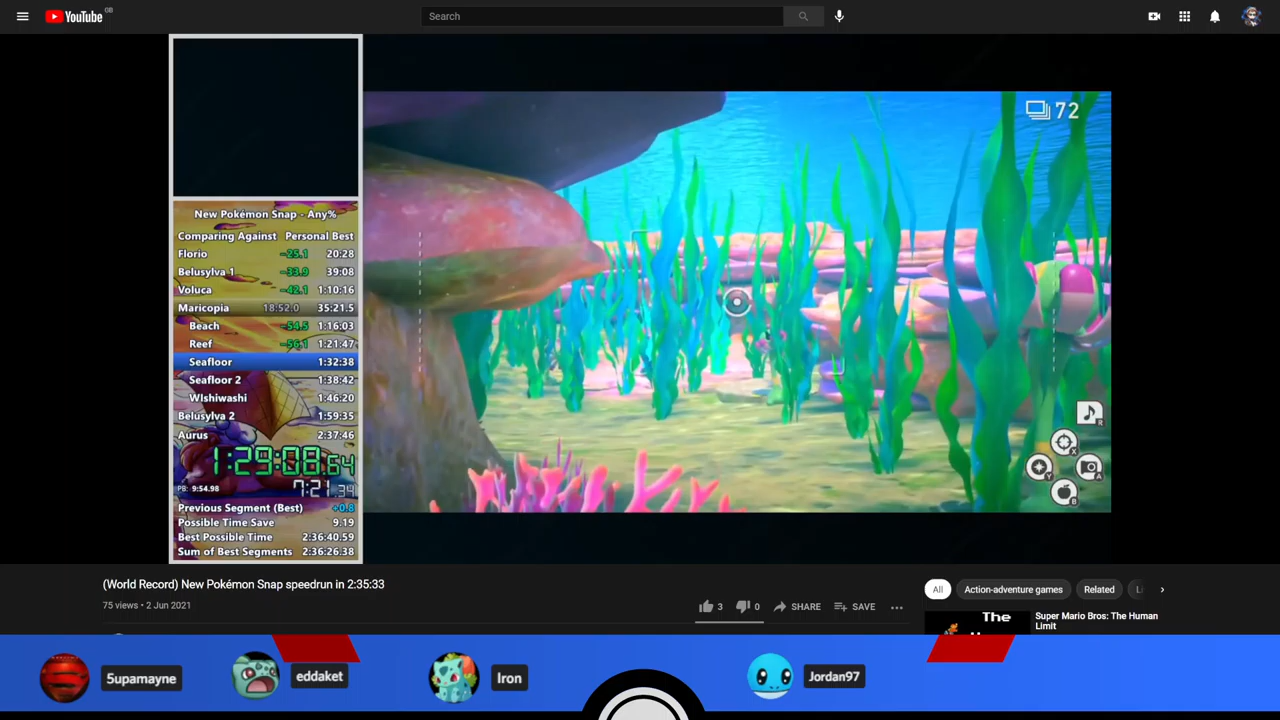 YouTube GB
Search
72
New Pokémon Snap - Any%
Comparing Against Personal Best
Florio -25.1 20:28
Belusylva 1 -33.9 39:08
Voluca -42.1 1:10:16
Maricopia 18:52.0 35:21.5
Beach -54.5 1:16:03
Reef -56.1 1:21:47
Seafloor 1:32:38
Seafloor 2 1:38:42
WIshiwashi 1:46:20
Belusylva 2 1:59:35
Aurus 2:37:46
1:29:08.64
PB: 9:54.98 7:21.34
Previous Segment (Best) +0.8
Possible Time Save 9.19
Best Possible Time 2:36:40.59
Sum of Best Segments 2:36:26.38
R
X
Y
A
B
(World Record) New Pokémon Snap speedrun in 2:35:33
75 views • 2 Jun 2021
3 0 SHARE SAVE
All Action-adventure games Related
The
Super Mario Bros: The Human
Limit
5upamayne
eddaket
Iron
Jordan97